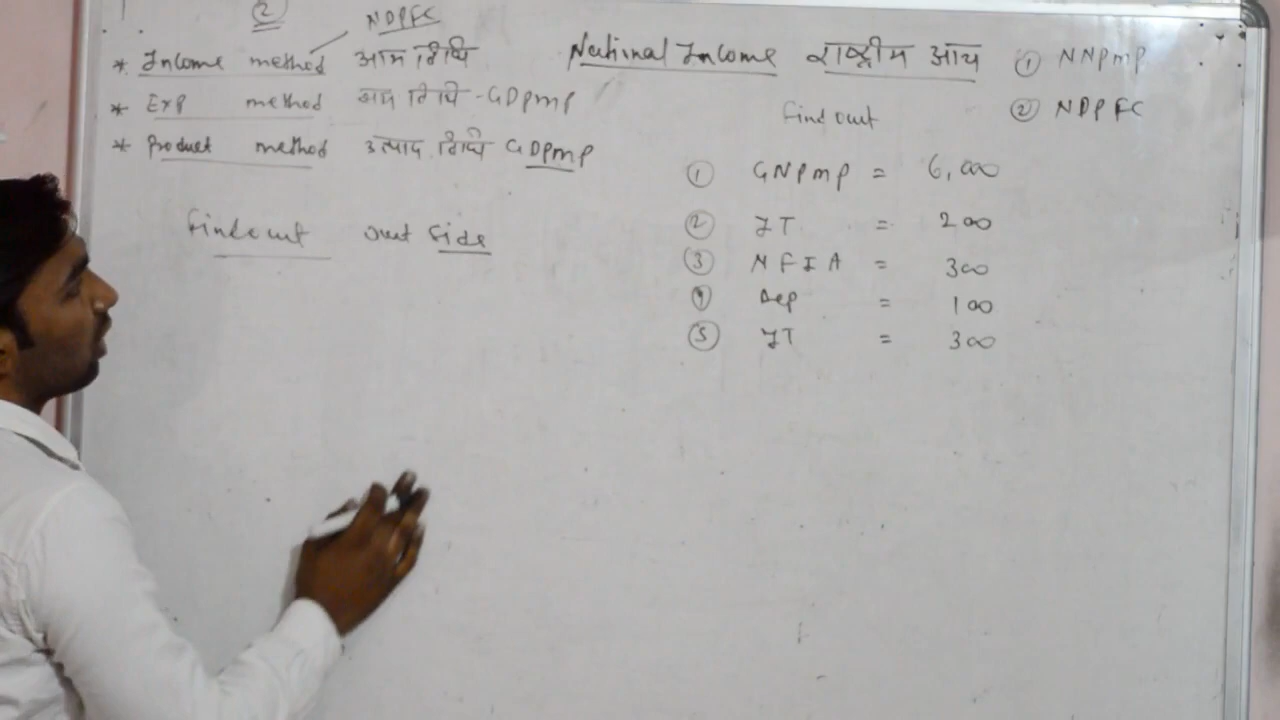 2
NDPFC
* Income method आय विधि
* Exp method व्यय विधि - GDPmp
* Product method उत्पाद विधि GDPmp
Findout out side
National Income राष्ट्रीय आय
Find out
① NNPmp
② NDPFC
① GNPmp = 6,000
② IT = 200
③ NFIA = 300
④ Dep = 100
⑤ IT = 300